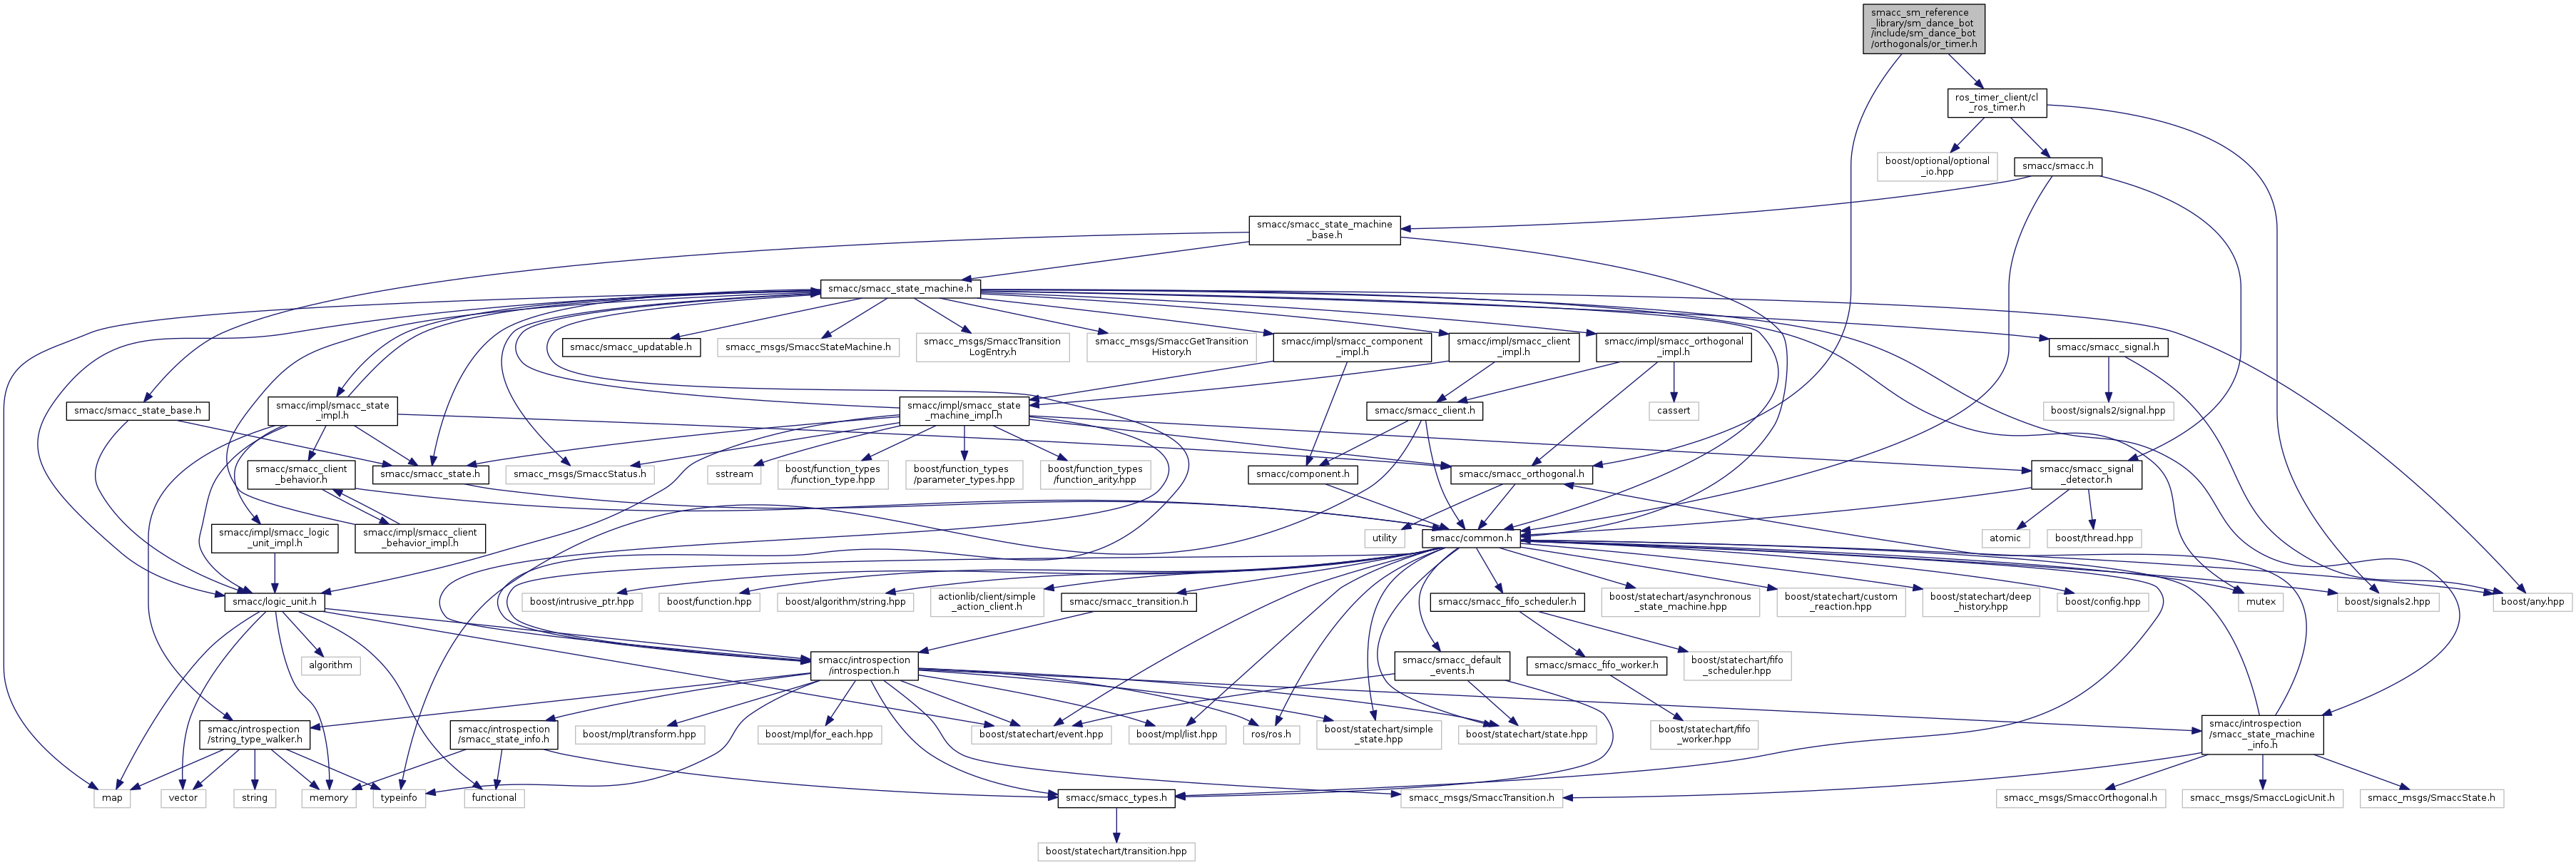 smacc_sm_reference
_library/sm_dance_bot
/include/sm_dance_bot
/orthogonals/or_timer.h
ros_timer_client/cl
_ros_timer.h
boost/optional/optional
_io.hpp
smacc/smacc.h
smacc/smacc_state_machine
_base.h
smacc/smacc_state_machine.h
smacc/smacc_updatable.h
smacc_msgs/SmaccStateMachine.h
smacc_msgs/SmaccTransition
LogEntry.h
smacc_msgs/SmaccGetTransition
History.h
smacc/impl/smacc_component
_impl.h
smacc/impl/smacc_client
_impl.h
smacc/impl/smacc_orthogonal
_impl.h
smacc/smacc_signal.h
smacc/smacc_state_base.h
smacc/impl/smacc_state
_impl.h
smacc/impl/smacc_state
_machine_impl.h
smacc/smacc_client.h
cassert
boost/signals2/signal.hpp
smacc/smacc_client
_behavior.h
smacc/smacc_state.h
smacc_msgs/SmaccStatus.h
sstream
boost/function_types
/function_type.hpp
boost/function_types
/parameter_types.hpp
boost/function_types
/function_arity.hpp
smacc/component.h
smacc/smacc_orthogonal.h
smacc/smacc_signal
_detector.h
smacc/impl/smacc_logic
_unit_impl.h
smacc/impl/smacc_client
_behavior_impl.h
utility
smacc/common.h
atomic
boost/thread.hpp
smacc/logic_unit.h
boost/intrusive_ptr.hpp
boost/function.hpp
boost/algorithm/string.hpp
actionlib/client/simple
_action_client.h
smacc/smacc_transition.h
smacc/smacc_fifo_scheduler.h
boost/statechart/asynchronous
_state_machine.hpp
boost/statechart/custom
_reaction.hpp
boost/statechart/deep
_history.hpp
boost/config.hpp
mutex
boost/signals2.hpp
boost/any.hpp
algorithm
smacc/introspection
/introspection.h
smacc/smacc_default
_events.h
smacc/smacc_fifo_worker.h
boost/statechart/fifo
_scheduler.hpp
smacc/introspection
/string_type_walker.h
smacc/introspection
/smacc_state_info.h
boost/mpl/transform.hpp
boost/mpl/for_each.hpp
boost/statechart/event.hpp
boost/mpl/list.hpp
ros/ros.h
boost/statechart/simple
_state.hpp
boost/statechart/state.hpp
boost/statechart/fifo
_worker.hpp
smacc/introspection
/smacc_state_machine
_info.h
map
vector
string
memory
typeinfo
functional
smacc/smacc_types.h
smacc_msgs/SmaccTransition.h
smacc_msgs/SmaccOrthogonal.h
smacc_msgs/SmaccLogicUnit.h
smacc_msgs/SmaccState.h
boost/statechart/transition.hpp